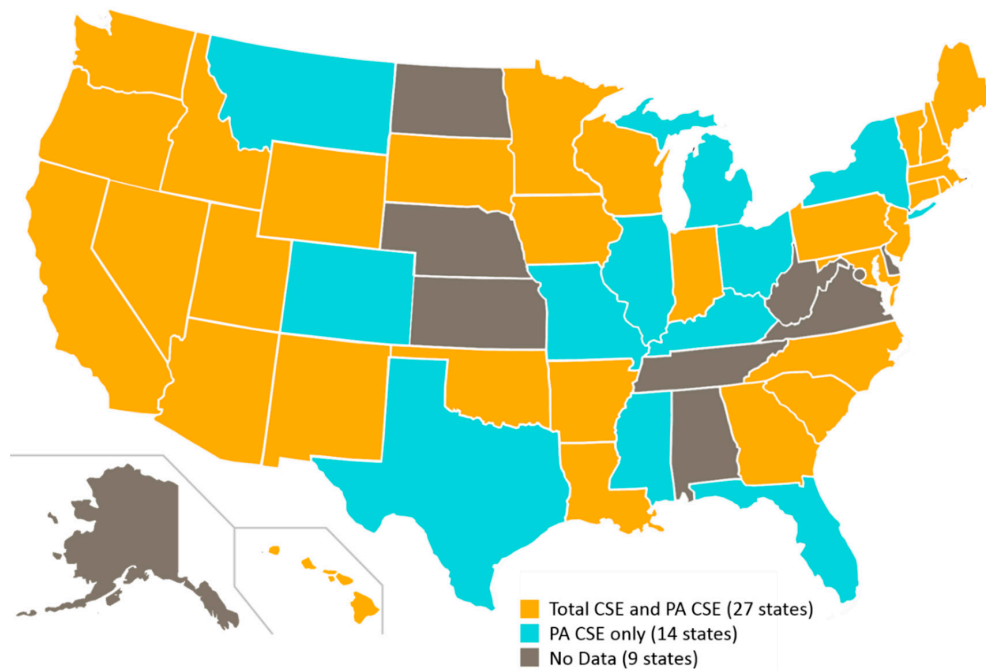 Total CSE and PA CSE (27 states)
PA CSE only (14 states)
No Data (9 states)